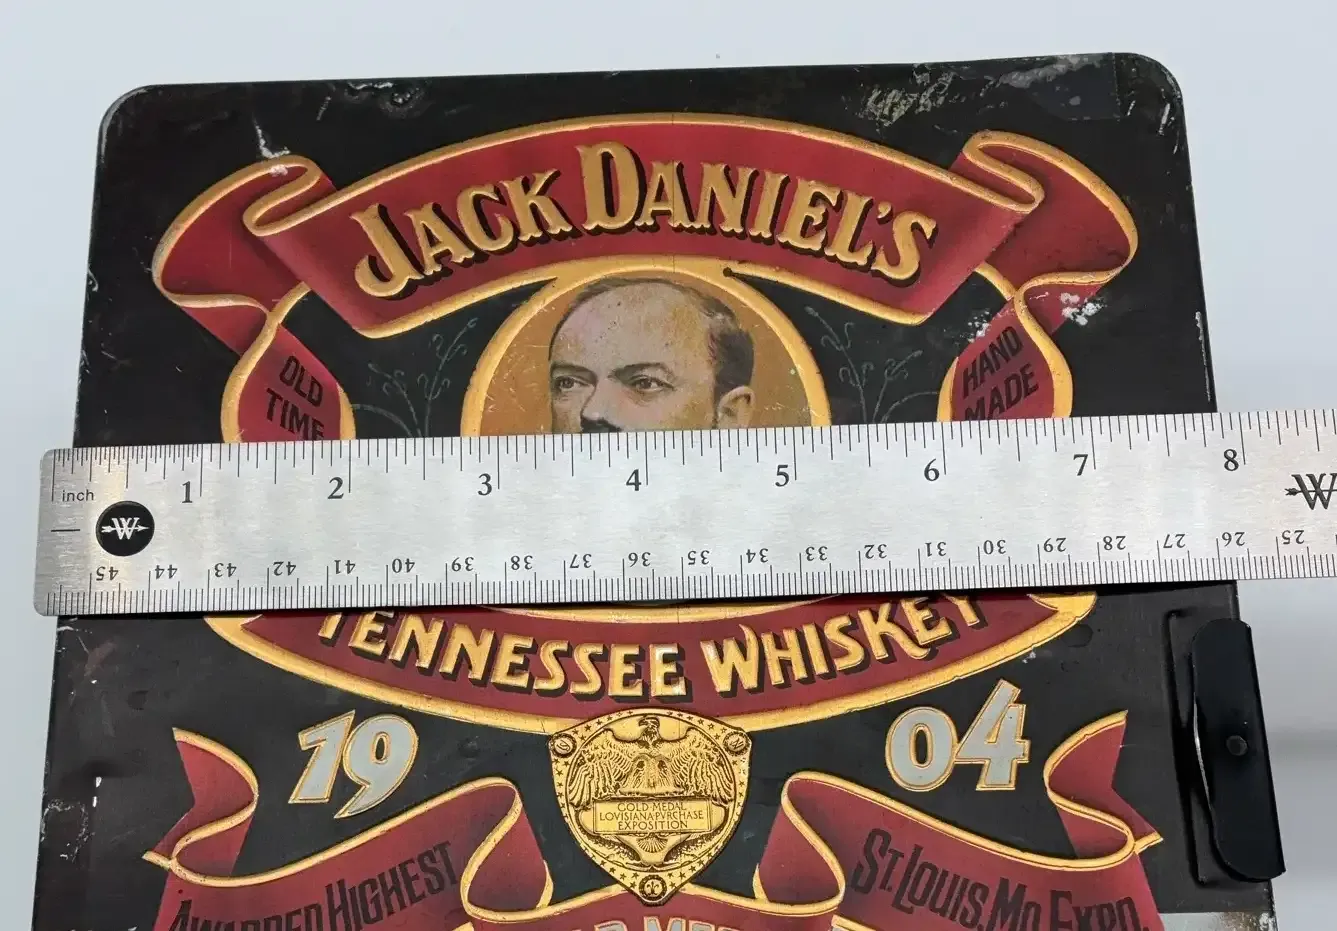 JACK DANIEL'S
OLD
TIME
HAND
MADE
inch 1 2 3 4 5 6 7 8
W
W
45 44 43 42 41 40 39 38 37 36 35 34 33 32 31 30 29 28 27 26 25
TENNESSEE WHISKEY
19 04
GOLD·MEDAL
LOVISIANA·PVRCHASE
EXPOSITION
AWARDED HIGHEST
ST. LOUIS, MO. EXPO.